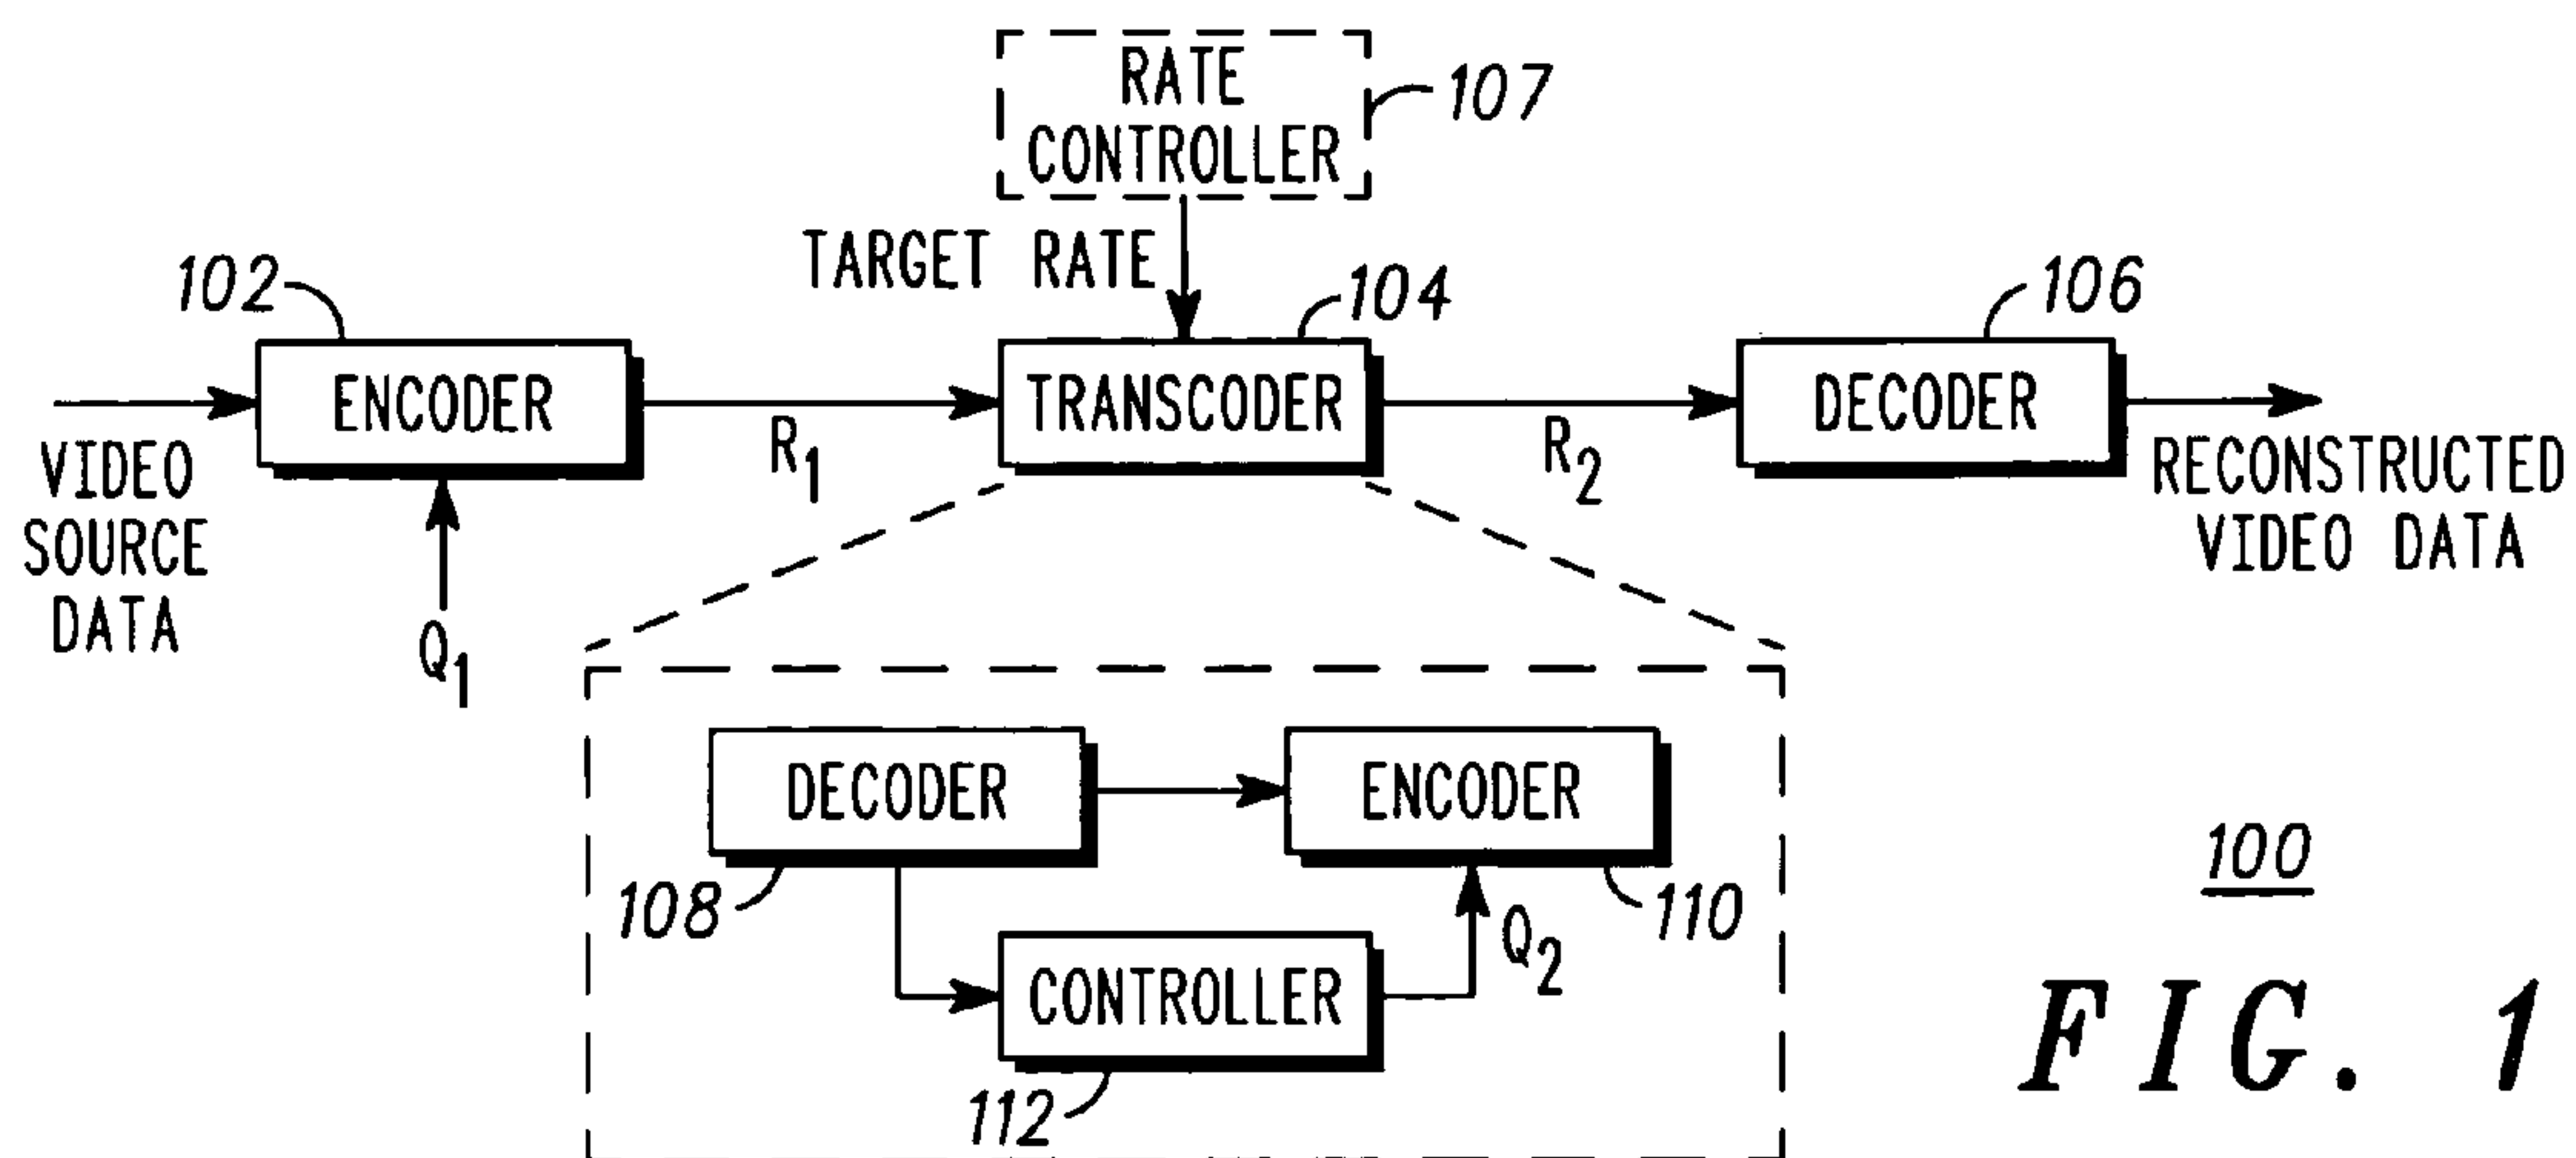 RATE
CONTROLLER
107
TARGET RATE
102
104
106
ENCODER
TRANSCODER
DECODER
R1
R2
VIDEO
SOURCE
DATA
RECONSTRUCTED
VIDEO DATA
Q1
DECODER
ENCODER
108
110
Q2
CONTROLLER
112
100
FIG. 1